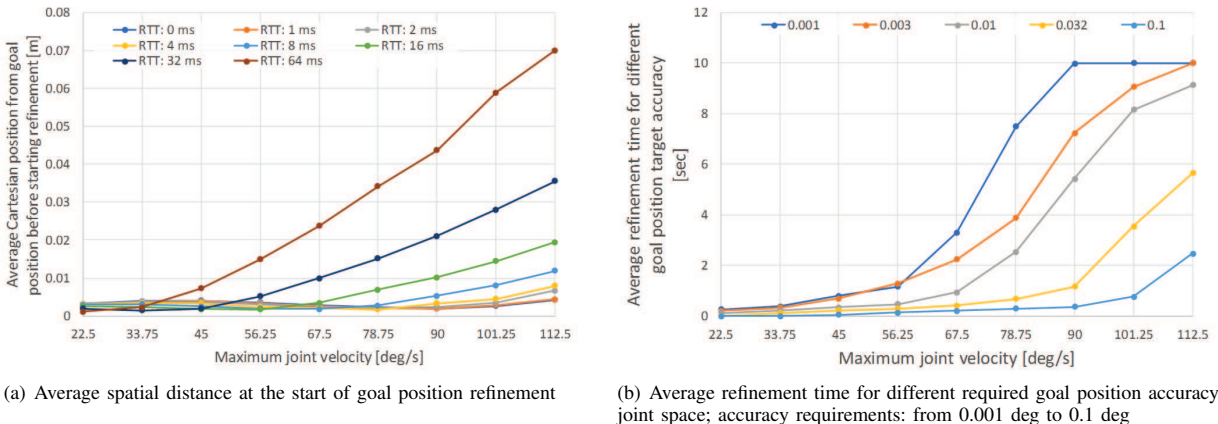 0.08
0.07
0.06
0.05
0.04
0.03
0.02
0.01
0
Average Cartesian position from goal
position before starting refinement [m]
RTT: 0 ms
RTT: 1 ms
RTT: 2 ms
RTT: 4 ms
RTT: 8 ms
RTT: 16 ms
RTT: 32 ms
RTT: 64 ms
22.5 33.75 45 56.25 67.5 78.75 90 101.25 112.5
Maximum joint velocity [deg/s]
(a) Average spatial distance at the start of goal position refinement
12
10
8
6
4
2
0
Average refinement time for different
goal position target accuracy
[sec]
0.001 0.003 0.01 0.032 0.1
22.5 33.75 45 56.25 67.5 78.75 90 101.25 112.5
Maximum joint velocity [deg/s]
(b) Average refinement time for different required goal position accuracy
joint space; accuracy requirements: from 0.001 deg to 0.1 deg